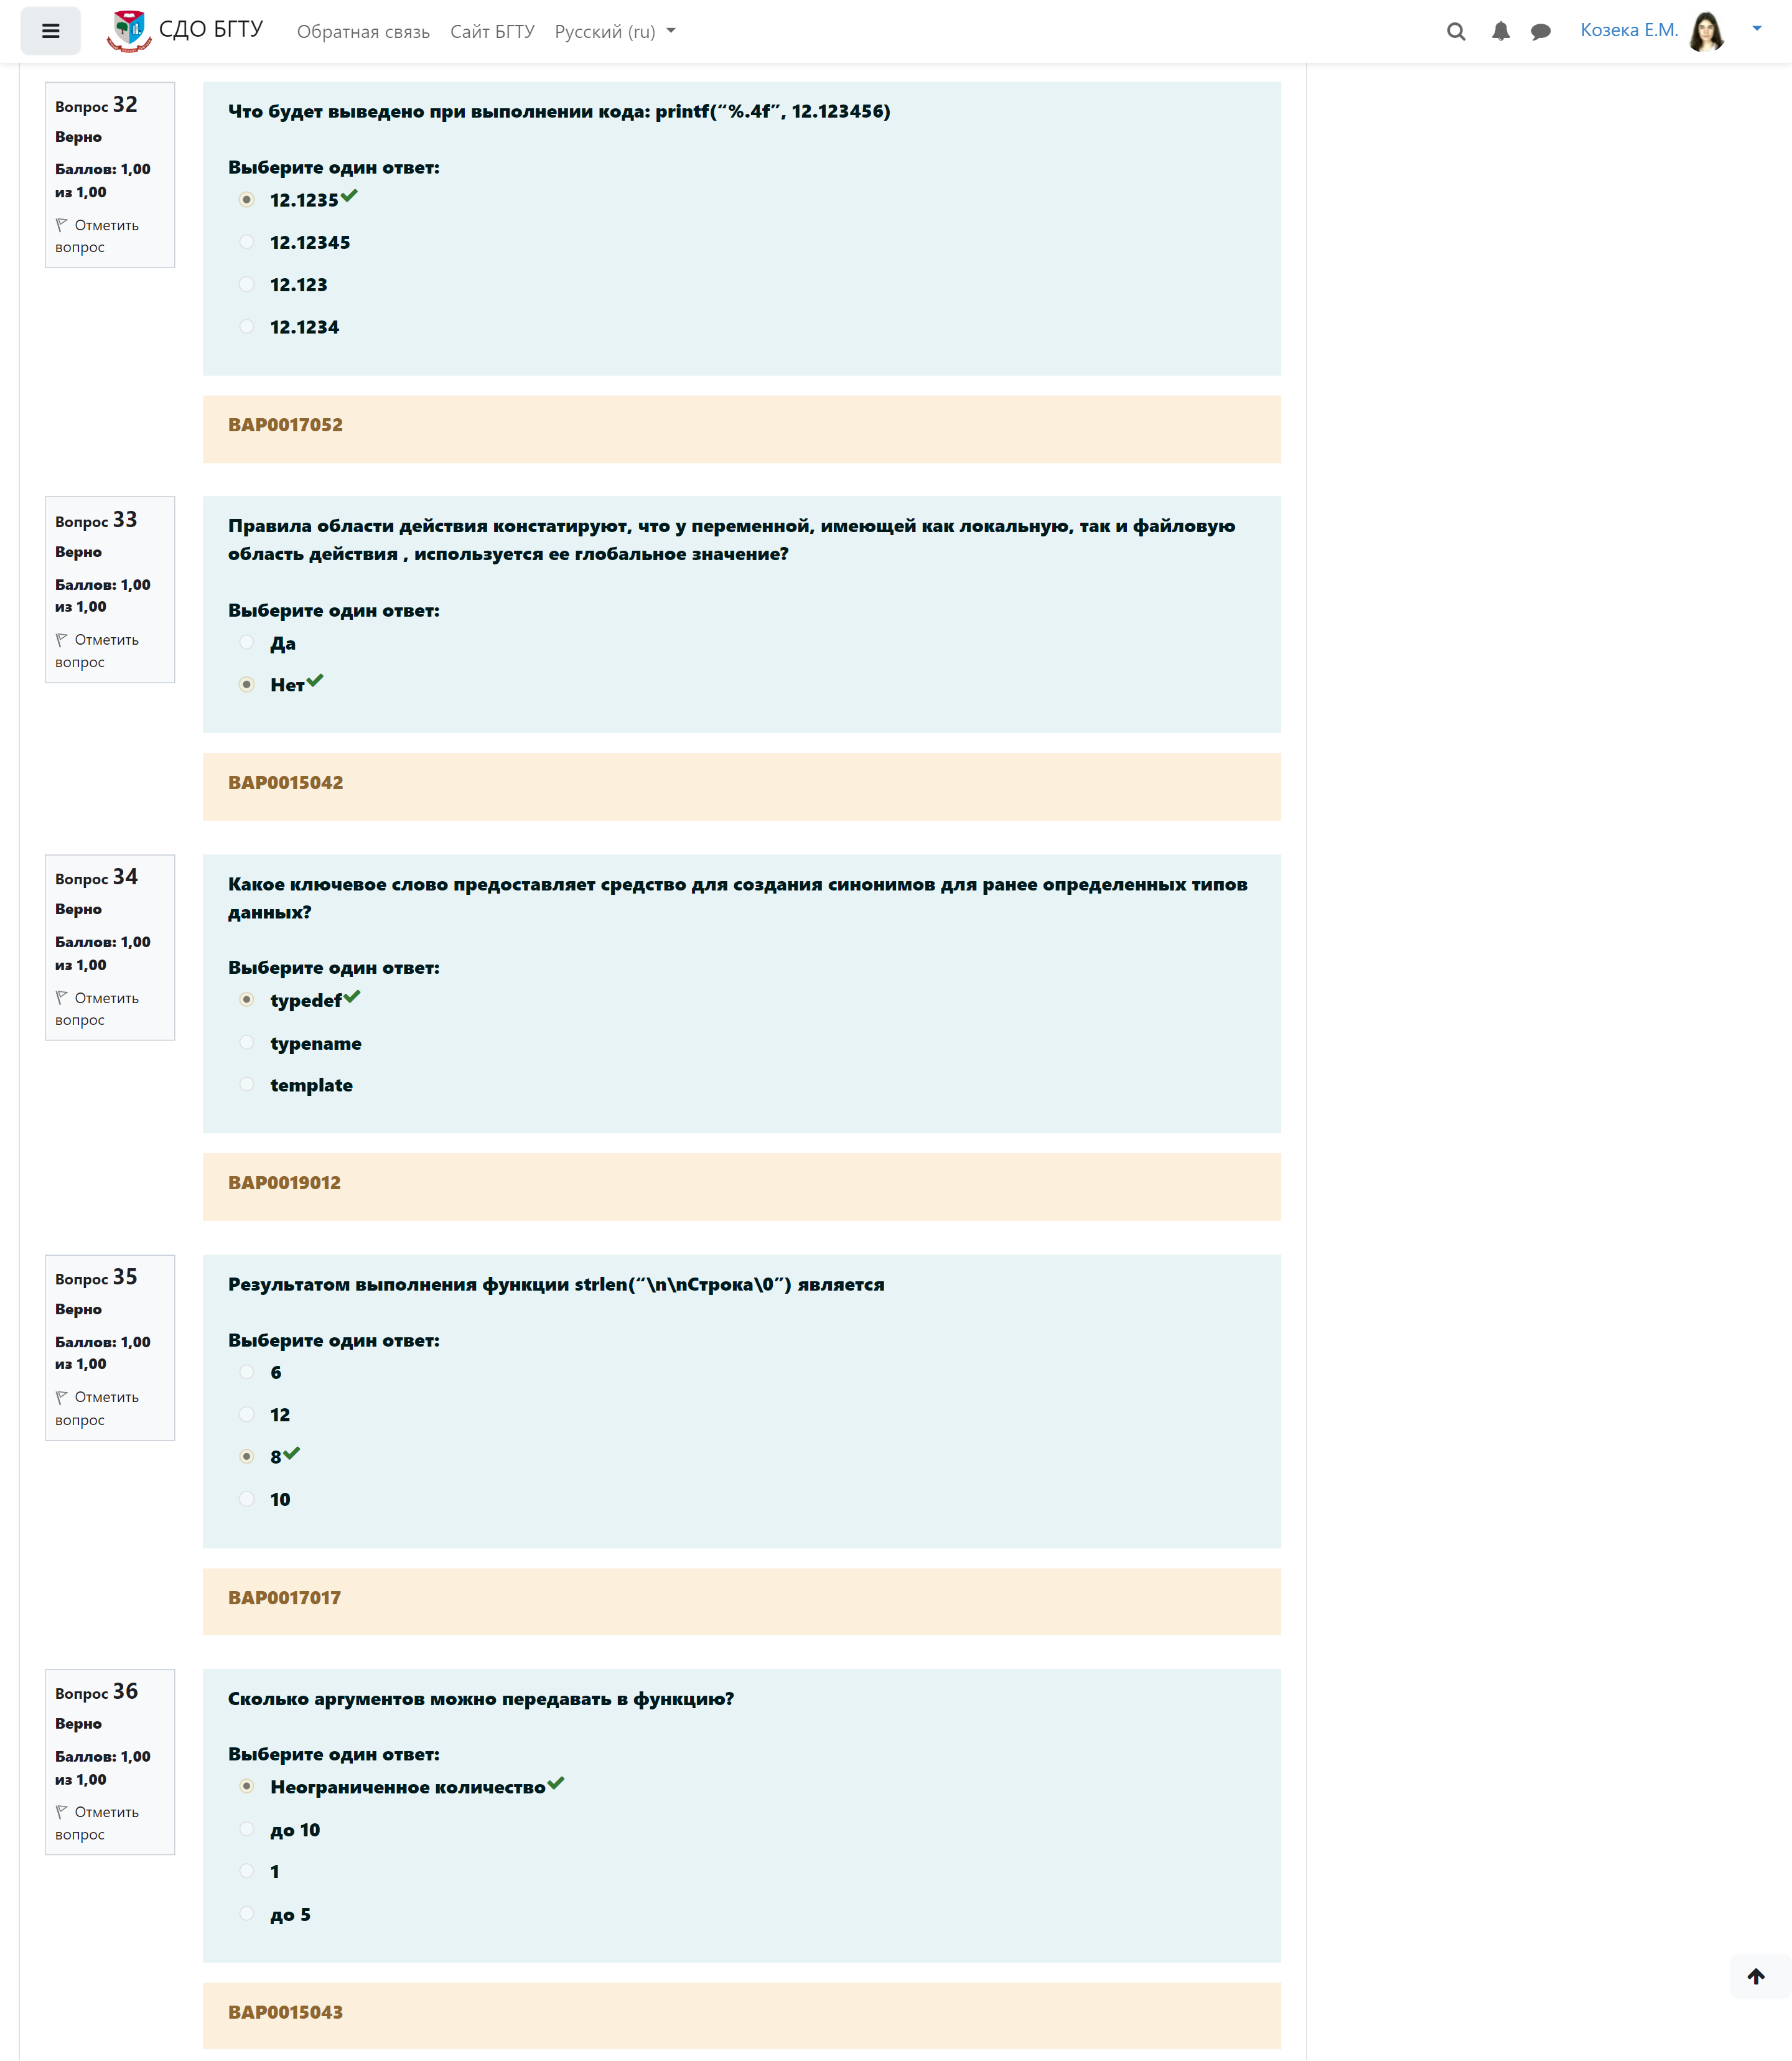 СДО БГТУ Обратная связь Сайт БГТУ Русский (ru) Козека Е.М.
Вопрос 32
Верно
Баллов: 1,00
из 1,00
Отметить
вопрос
Что будет выведено при выполнении кода: printf(“%.4f”, 12.123456)
Выберите один ответ:
12.1235
12.12345
12.123
12.1234
BAP0017052
Вопрос 33
Верно
Баллов: 1,00
из 1,00
Отметить
вопрос
Правила области действия констатируют, что у переменной, имеющей как локальную, так и файловую
область действия , используется ее глобальное значение?
Выберите один ответ:
Да
Нет
BAP0015042
Вопрос 34
Верно
Баллов: 1,00
из 1,00
Отметить
вопрос
Какое ключевое слово предоставляет средство для создания синонимов для ранее определенных типов
данных?
Выберите один ответ:
typedef
typename
template
BAP0019012
Вопрос 35
Верно
Баллов: 1,00
из 1,00
Отметить
вопрос
Результатом выполнения функции strlen(“\n\nСтрока\0”) является
Выберите один ответ:
6
12
8
10
BAP0017017
Вопрос 36
Верно
Баллов: 1,00
из 1,00
Отметить
вопрос
Сколько аргументов можно передавать в функцию?
Выберите один ответ:
Неограниченное количество
до 10
1
до 5
BAP0015043